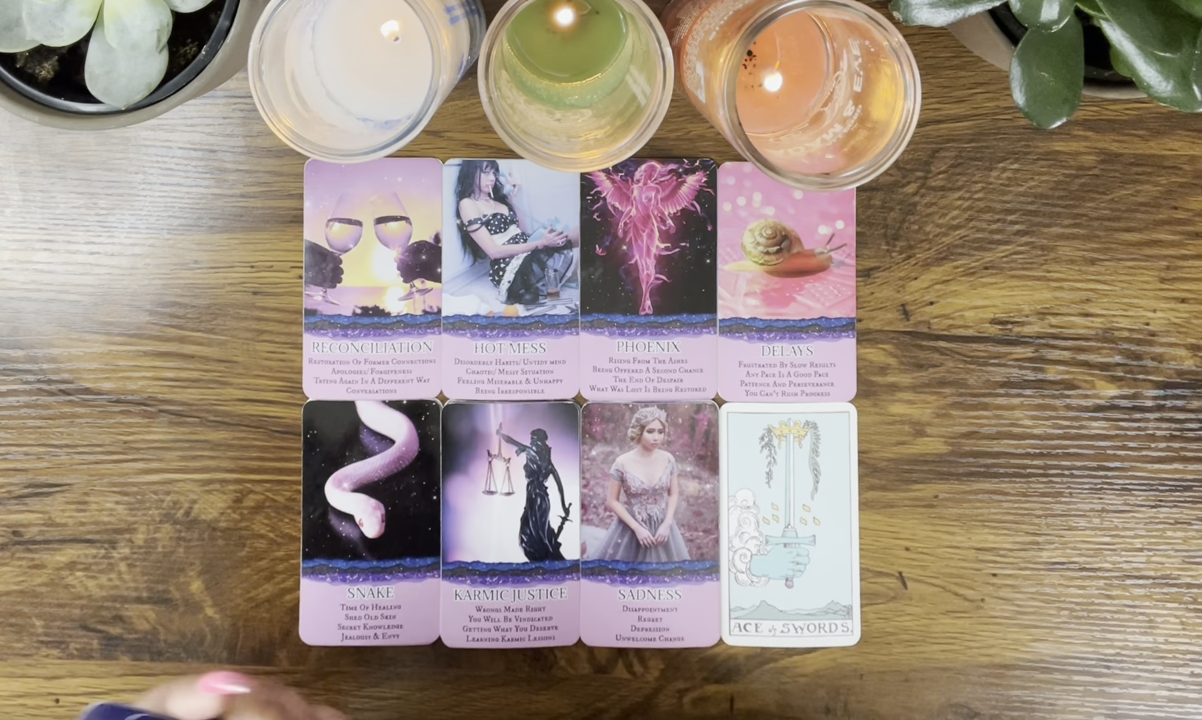 RECONCILIATION
RESTORATION OF FORMER CONNECTIONS
APOLOGIES/FORGIVENESS
TRYING AGAIN IN A DIFFERENT WAY
CONVERSATIONS
HOT MESS
DISORDERLY HABITS/UNTIDY MIND
CHAOTIC/MESSY SITUATION
FEELING MISERABLE & UNHAPPY
BEING IRRESPONSIBLE
PHOENIX
RISING FROM THE ASHES
BEING OFFERED A SECOND CHANCE
THE END OF DESPAIR
WHAT WAS LOST IS BEING RESTORED
DELAYS
FRUSTRATED BY SLOW RESULTS
ANY PACE IS A GOOD PACE
PATIENCE AND PERSEVERANCE
YOU CAN'T RUSH PROGRESS
SNAKE
TIME OF HEALING
SHED OLD SKIN
SECRET KNOWLEDGE
JEALOUSY & ENVY
KARMIC JUSTICE
WRONGS MADE RIGHT
YOU WILL BE VINDICATED
GETTING WHAT YOU DESERVE
LEARNING KARMIC LESSONS
SADNESS
DISAPPOINTMENT
REGRET
DEPRESSION
UNWELCOME CHANGE
ACE of SWORDS.